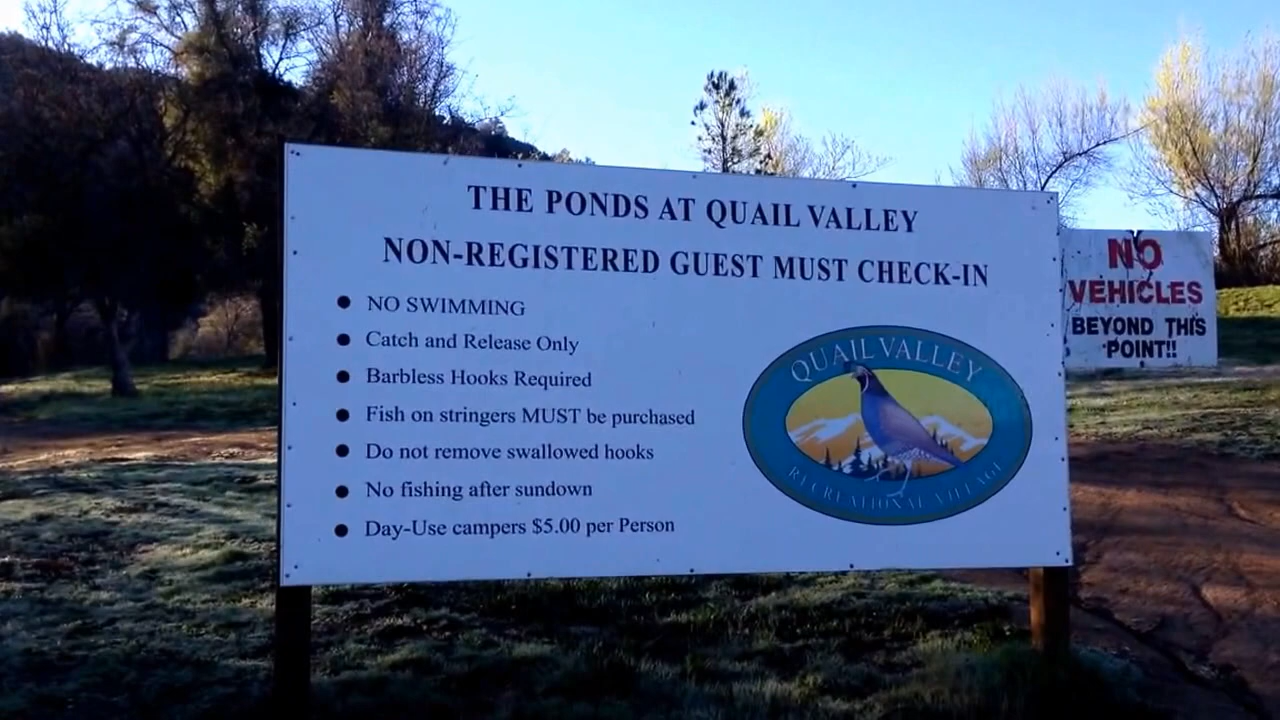 THE PONDS AT QUAIL VALLEY
NON-REGISTERED GUEST MUST CHECK-IN
● NO SWIMMING
● Catch and Release Only
● Barbless Hooks Required
● Fish on stringers MUST be purchased
● Do not remove swallowed hooks
● No fishing after sundown
● Day-Use campers $5.00 per Person
QUAIL VALLEY
RECREATIONAL VILLAGE
NO
VEHICLES
BEYOND THIS
POINT!!